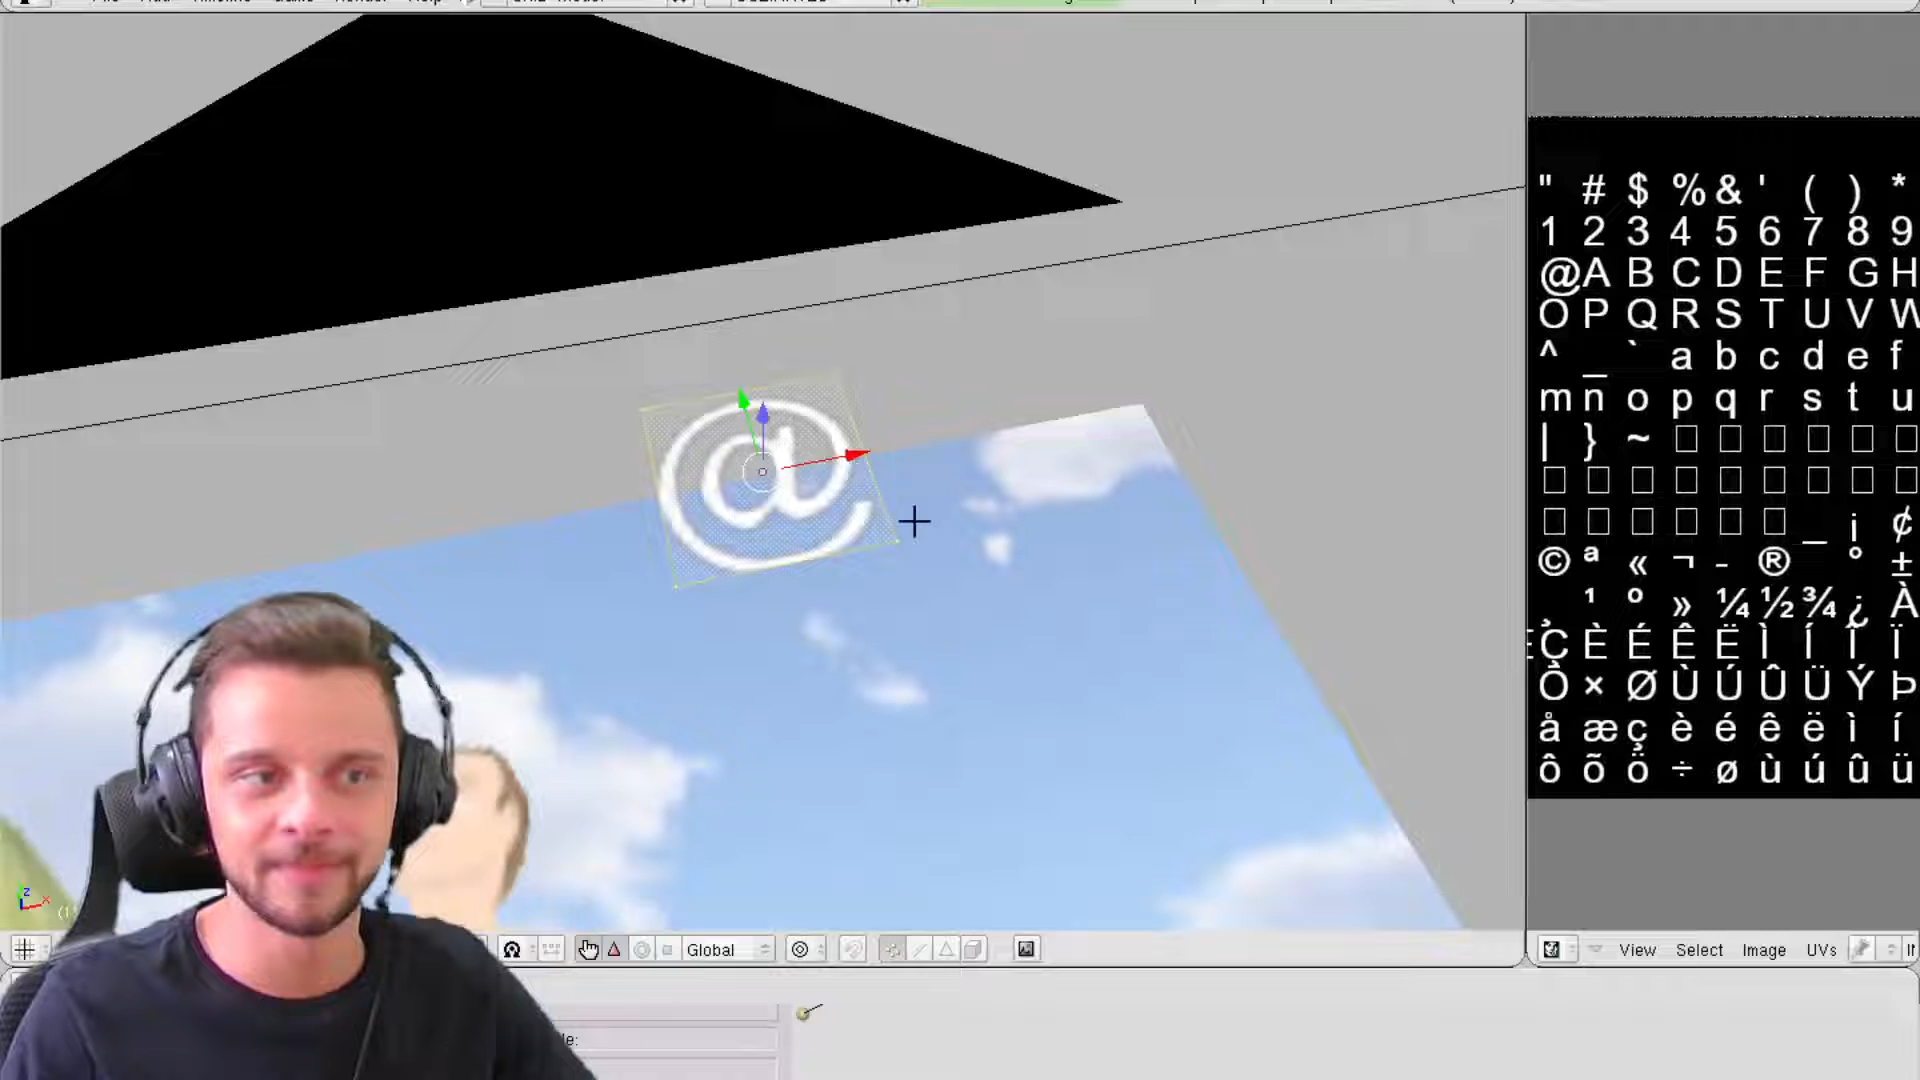 " # $ % & ' ( ) *
1 2 3 4 5 6 7 8 9
@ A B C D E F G H
O P Q R S T U V W
^ _ ` a b c d e f
m n o p q r s t u
| } ~
@
_ ¡ ¢
© ª « ¬ - ® ° ±
¸ ¹ º » ¼ ½ ¾ ¿ À
Ç È É Ê Ë Ì Í Î Ï
× Ø Ù Ú Û Ü Ý Þ
å æ ç è é ê ë ì í
ô õ ö ÷ ø ù ú û ü
z
x
Global
View Select Image UVs